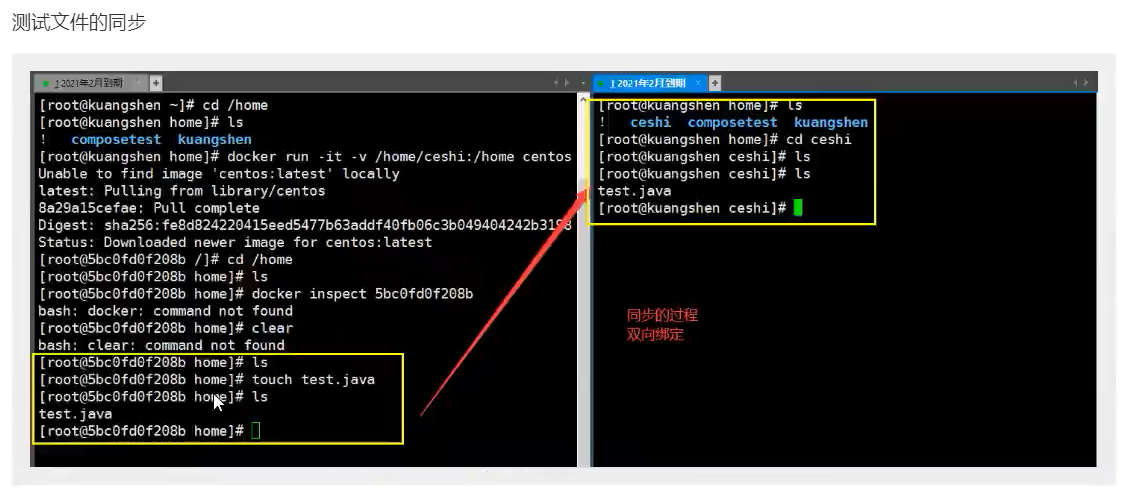 测试文件的同步
1 2021年2月到期 × +
[root@kuangshen ~]# cd /home
[root@kuangshen home]# ls
!   composetest  kuangshen
[root@kuangshen home]# docker run -it -v /home/ceshi:/home centos
Unable to find image 'centos:latest' locally
latest: Pulling from library/centos
8a29a15cefae: Pull complete
Digest: sha256:fe8d824220415eed5477b63addf40fb06c3b049404242b3198
Status: Downloaded newer image for centos:latest
[root@5bc0fd0f208b /]# cd /home
[root@5bc0fd0f208b home]# ls
[root@5bc0fd0f208b home]# docker inspect 5bc0fd0f208b
bash: docker: command not found
[root@5bc0fd0f208b home]# clear
bash: clear: command not found
[root@5bc0fd0f208b home]# ls
[root@5bc0fd0f208b home]# touch test.java
[root@5bc0fd0f208b home]# ls
test.java
[root@5bc0fd0f208b home]#
1 2021年2月到期 × +
[root@kuangshen home]# ls
!   ceshi  composetest  kuangshen
[root@kuangshen home]# cd ceshi
[root@kuangshen ceshi]# ls
[root@kuangshen ceshi]# ls
test.java
[root@kuangshen ceshi]#
同步的过程
双向绑定